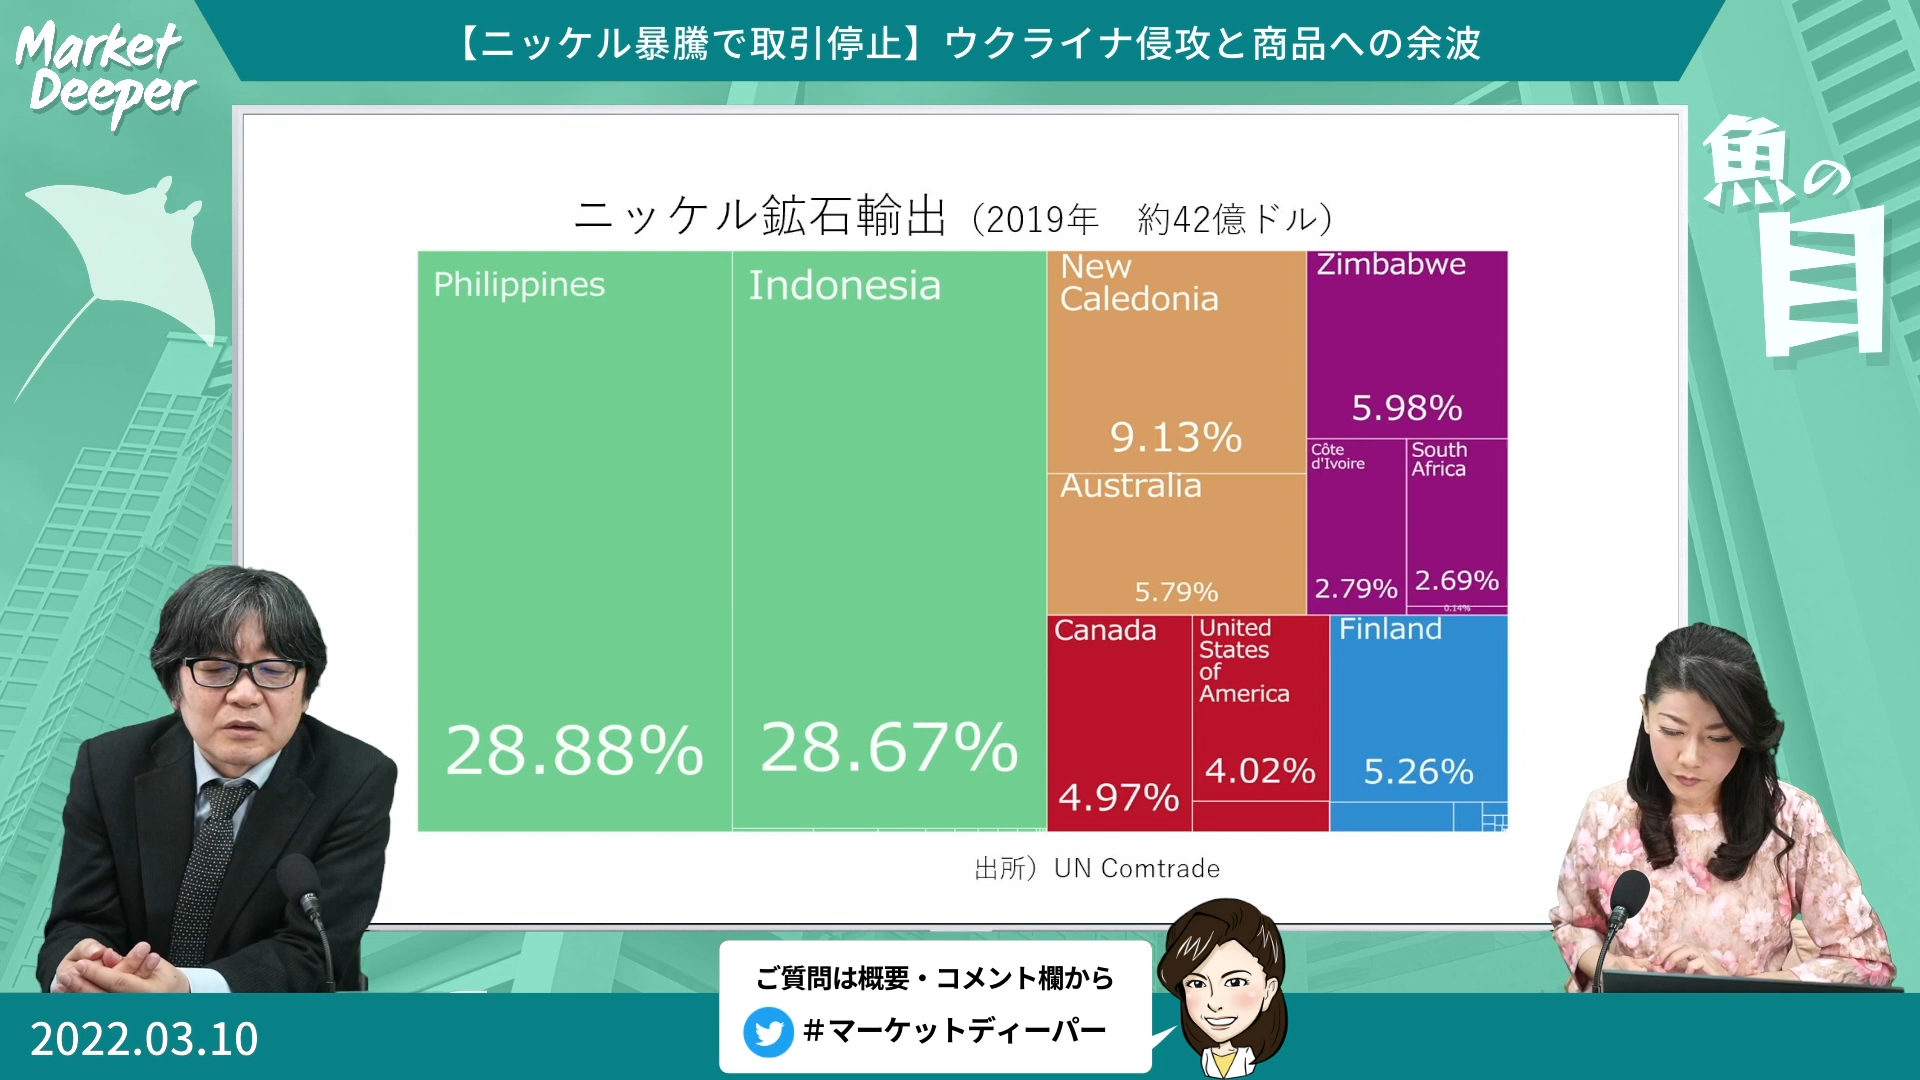 Market
Deeper
【ニッケル暴騰で取引停止】ウクライナ侵攻と商品への余波
魚の目
ニッケル鉱石輸出（2019年　約42億ドル）
Philippines
28.88%
Indonesia
28.67%
New
Caledonia
9.13%
Australia
5.79%
Zimbabwe
5.98%
Côte
d'Ivoire
2.79%
South
Africa
2.69%
0.14%
Canada
4.97%
United
States
of
America
4.02%
Finland
5.26%
出所）UN Comtrade
ご質問は概要・コメント欄から
＃マーケットディーパー
2022.03.10